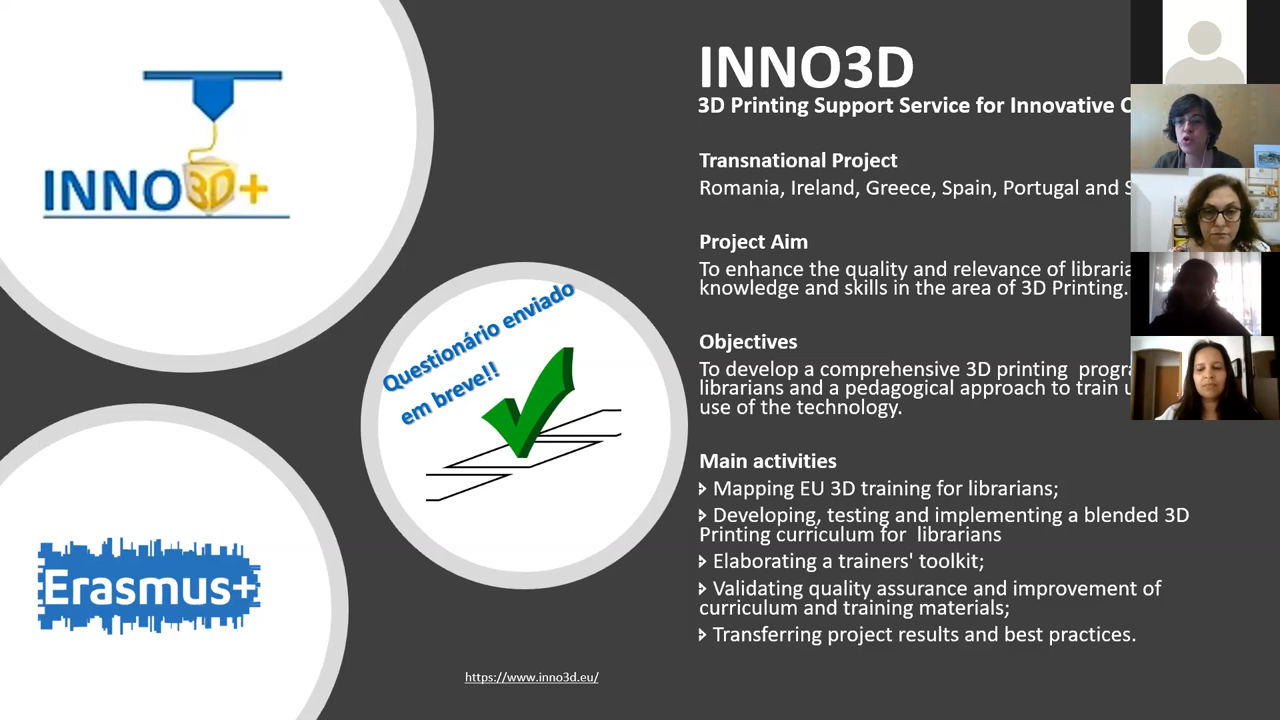 INNO3D+
Erasmus+
Questionário enviado
em breve!!
INNO3D
3D Printing Support Service for Innovative
Transnational Project
Romania, Ireland, Greece, Spain, Portugal and
Project Aim
To enhance the quality and relevance of
knowledge and skills in the area of 3D Printing.
Objectives
To develop a comprehensive 3D printing
librarians and a pedagogical approach to train
use of the technology.
Main activities
Mapping EU 3D training for librarians;
Developing, testing and implementing a blended 3D
Printing curriculum for librarians
Elaborating a trainers' toolkit;
Validating quality assurance and improvement of
curriculum and training materials;
Transferring project results and best practices.
https://www.inno3d.eu/